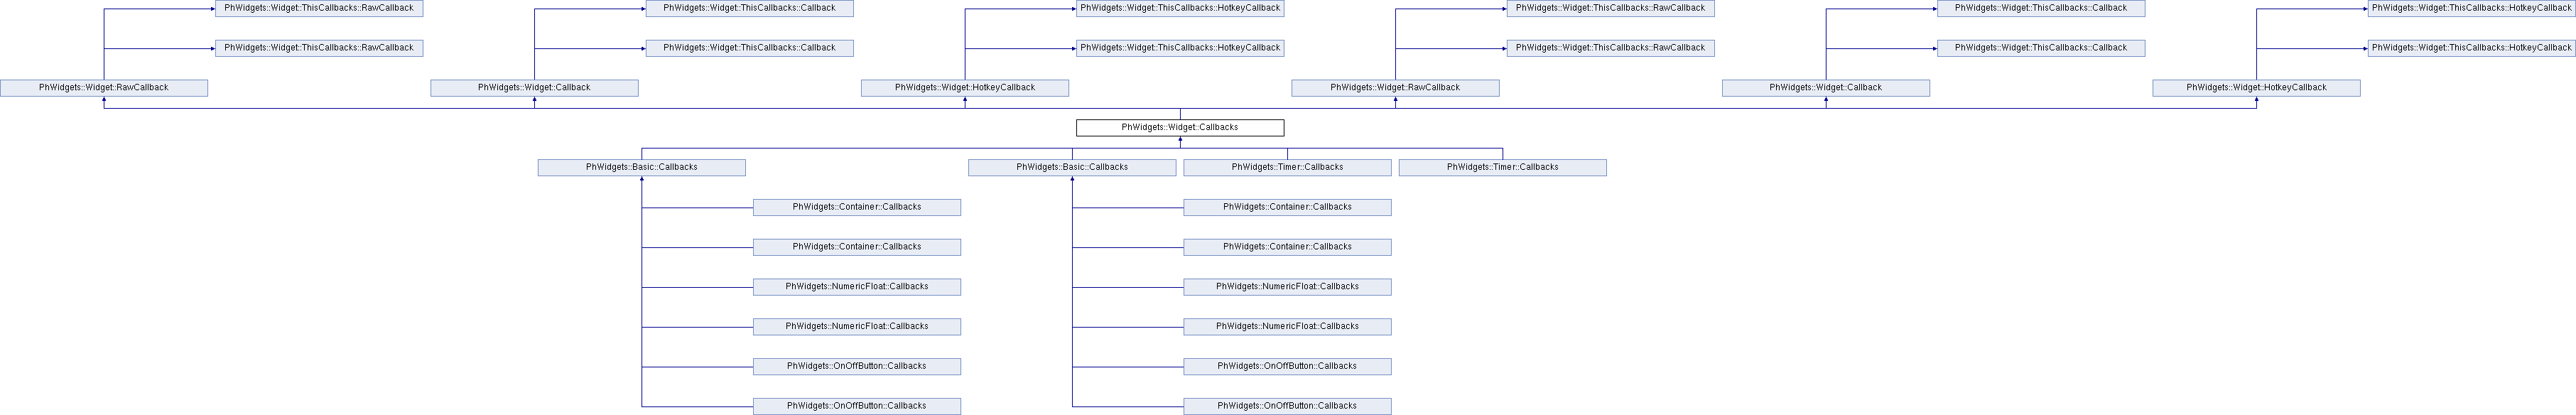 PhWidgets::Widget::ThisCallbacks::RawCallback
PhWidgets::Widget::ThisCallbacks::Callback
PhWidgets::Widget::ThisCallbacks::HotkeyCallback
PhWidgets::Widget::ThisCallbacks::RawCallback
PhWidgets::Widget::ThisCallbacks::Callback
PhWidgets::Widget::ThisCallbacks::HotkeyCallback
PhWidgets::Widget::ThisCallbacks::RawCallback
PhWidgets::Widget::ThisCallbacks::Callback
PhWidgets::Widget::ThisCallbacks::HotkeyCallback
PhWidgets::Widget::ThisCallbacks::RawCallback
PhWidgets::Widget::ThisCallbacks::Callback
PhWidgets::Widget::ThisCallbacks::HotkeyCallback
PhWidgets::Widget::RawCallback
PhWidgets::Widget::Callback
PhWidgets::Widget::HotkeyCallback
PhWidgets::Widget::RawCallback
PhWidgets::Widget::Callback
PhWidgets::Widget::HotkeyCallback
PhWidgets::Widget::Callbacks
PhWidgets::Basic::Callbacks
PhWidgets::Basic::Callbacks
PhWidgets::Timer::Callbacks
PhWidgets::Timer::Callbacks
PhWidgets::Container::Callbacks
PhWidgets::Container::Callbacks
PhWidgets::Container::Callbacks
PhWidgets::Container::Callbacks
PhWidgets::NumericFloat::Callbacks
PhWidgets::NumericFloat::Callbacks
PhWidgets::NumericFloat::Callbacks
PhWidgets::NumericFloat::Callbacks
PhWidgets::OnOffButton::Callbacks
PhWidgets::OnOffButton::Callbacks
PhWidgets::OnOffButton::Callbacks
PhWidgets::OnOffButton::Callbacks